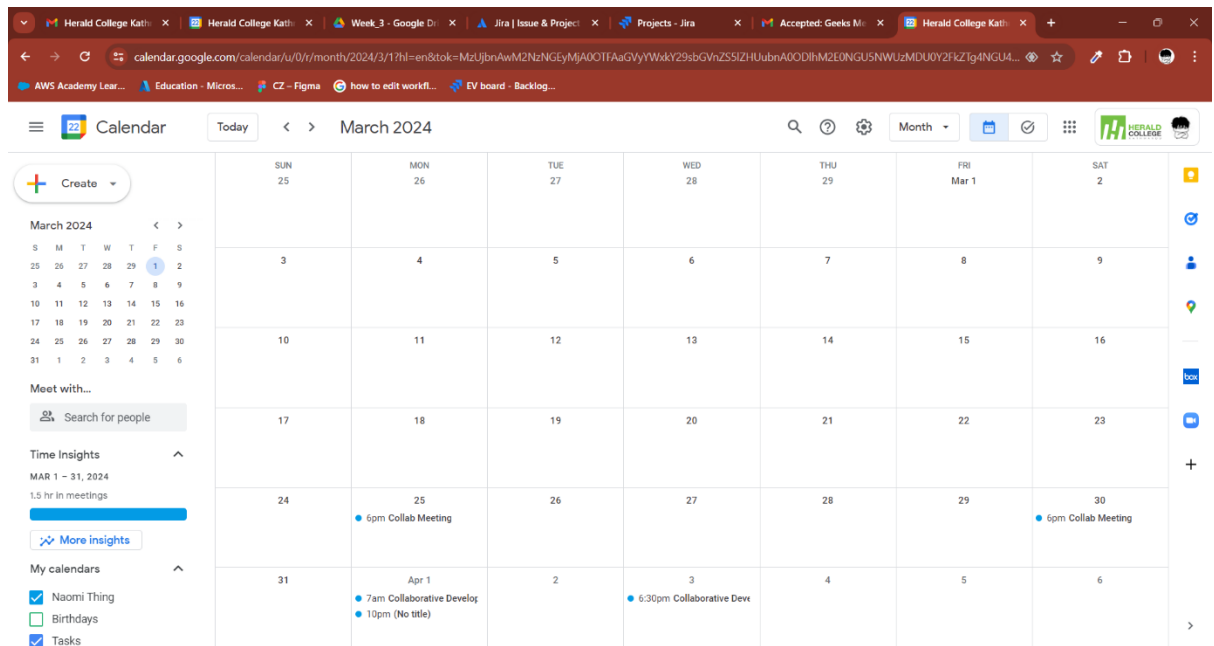 Herald College Kath
Herald College Kath
Week_3 - Google Dri
Jira | Issue & Project
Projects - Jira
Accepted: Geeks Me
Herald College Kath
calendar.google.com/calendar/u/0/r/month/2024/3/1?hl=en&tok=
AWS Academy Lear...
Education - Micros...
CZ – Figma
how to edit workfl...
EV board - Backlog...
22 Calendar
Today
March 2024
Month
HERALD COLLEGE
Create
March 2024
S M T W T F S
25 26 27 28 29 1 2
3 4 5 6 7 8 9
10 11 12 13 14 15 16
17 18 19 20 21 22 23
24 25 26 27 28 29 30
31 1 2 3 4 5 6
Meet with...
Search for people
Time Insights
MAR 1 – 31, 2024
1.5 hr in meetings
More insights
My calendars
Naomi Thing
Birthdays
Tasks
SUN MON TUE WED THU FRI SAT
25 26 27 28 29 Mar 1 2
3 4 5 6 7 8 9
10 11 12 13 14 15 16
17 18 19 20 21 22 23
24 25 26 27 28 29 30
6pm Collab Meeting
6pm Collab Meeting
31 Apr 1 2 3 4 5 6
7am Collaborative Develop
6:30pm Collaborative Deve
10pm (No title)
box